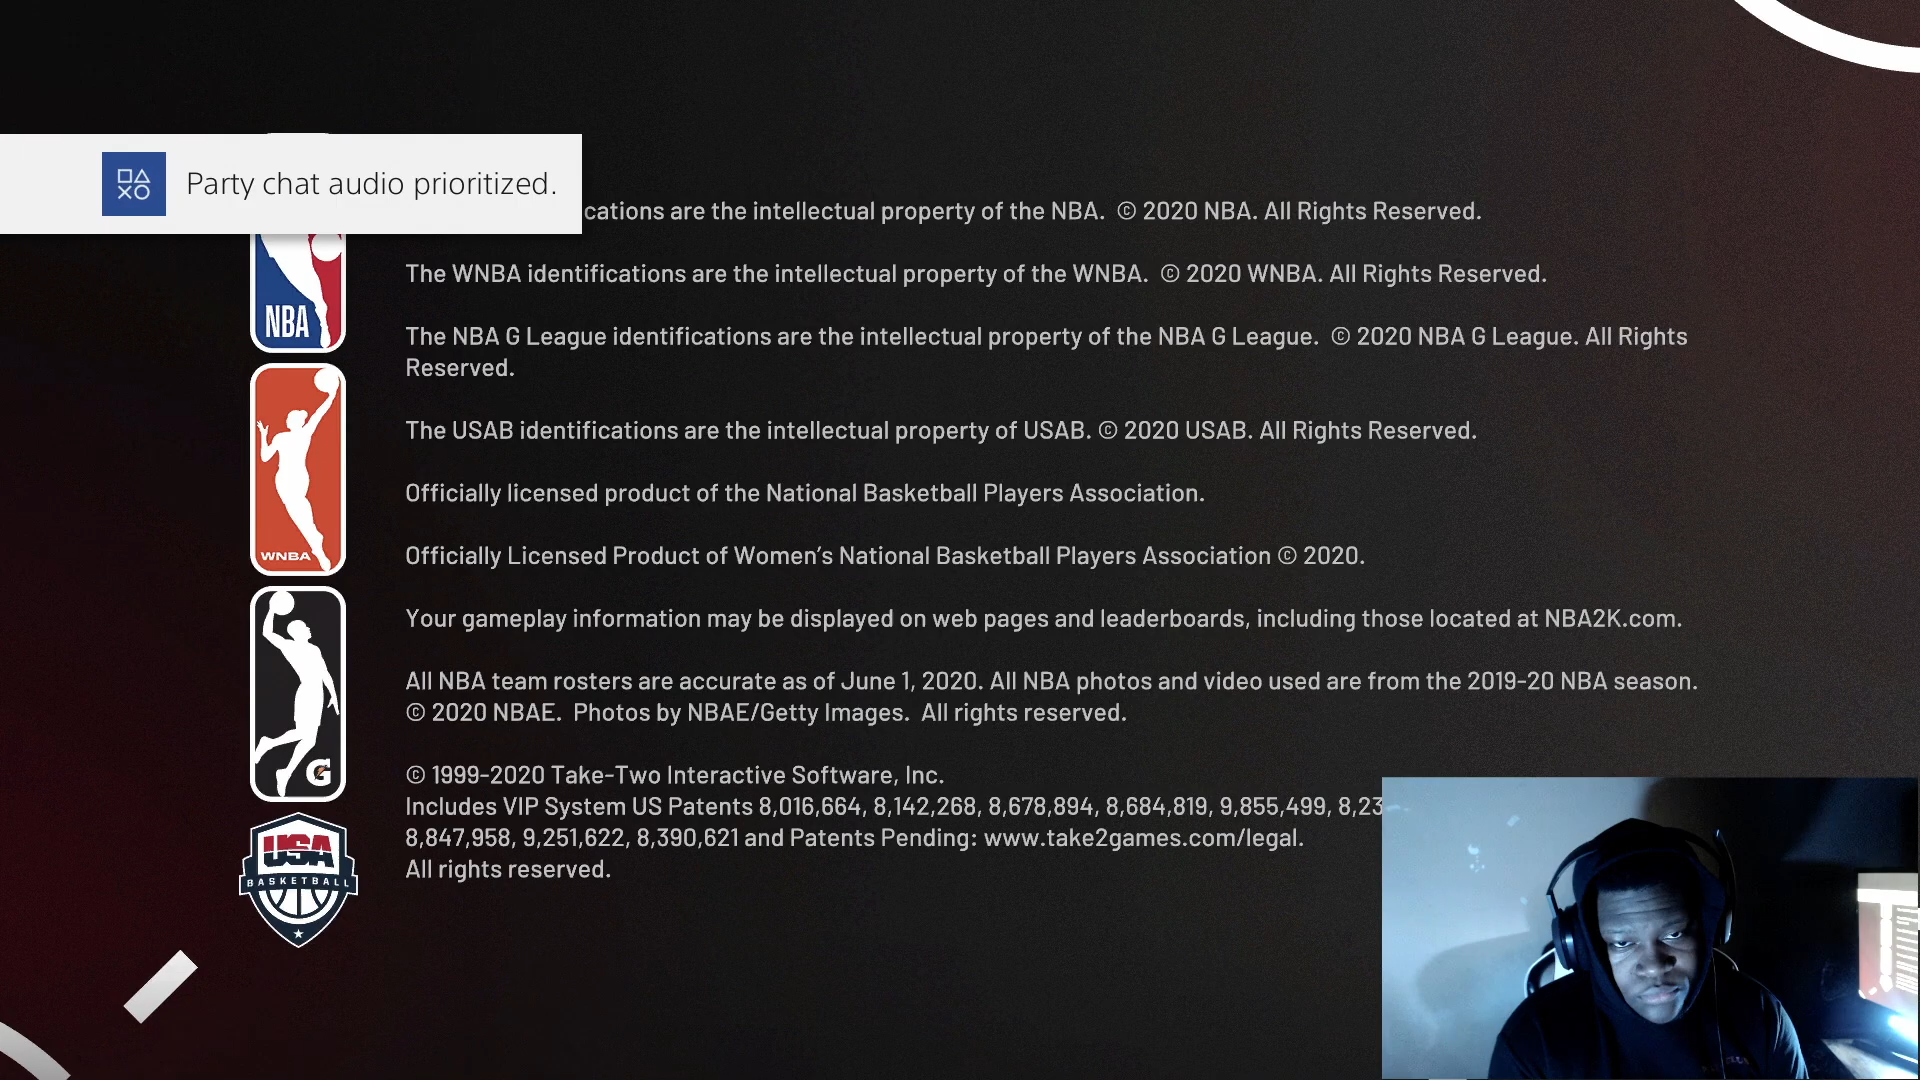 Party chat audio prioritized.
cations are the intellectual property of the NBA. © 2020 NBA. All Rights Reserved.
The WNBA identifications are the intellectual property of the WNBA. © 2020 WNBA. All Rights Reserved.
NBA
The NBA G League identifications are the intellectual property of the NBA G League. © 2020 NBA G League. All Rights
Reserved.
The USAB identifications are the intellectual property of USAB. © 2020 USAB. All Rights Reserved.
Officially licensed product of the National Basketball Players Association.
WNBA
Officially Licensed Product of Women’s National Basketball Players Association © 2020.
Your gameplay information may be displayed on web pages and leaderboards, including those located at NBA2K.com.
All NBA team rosters are accurate as of June 1, 2020. All NBA photos and video used are from the 2019-20 NBA season.
© 2020 NBAE. Photos by NBAE/Getty Images. All rights reserved.
G
© 1999-2020 Take-Two Interactive Software, Inc.
Includes VIP System US Patents 8,016,664, 8,142,268, 8,678,894, 8,684,819, 9,855,499, 8,23
8,847,958, 9,251,622, 8,390,621 and Patents Pending: www.take2games.com/legal.
All rights reserved.
USA
BASKETBALL